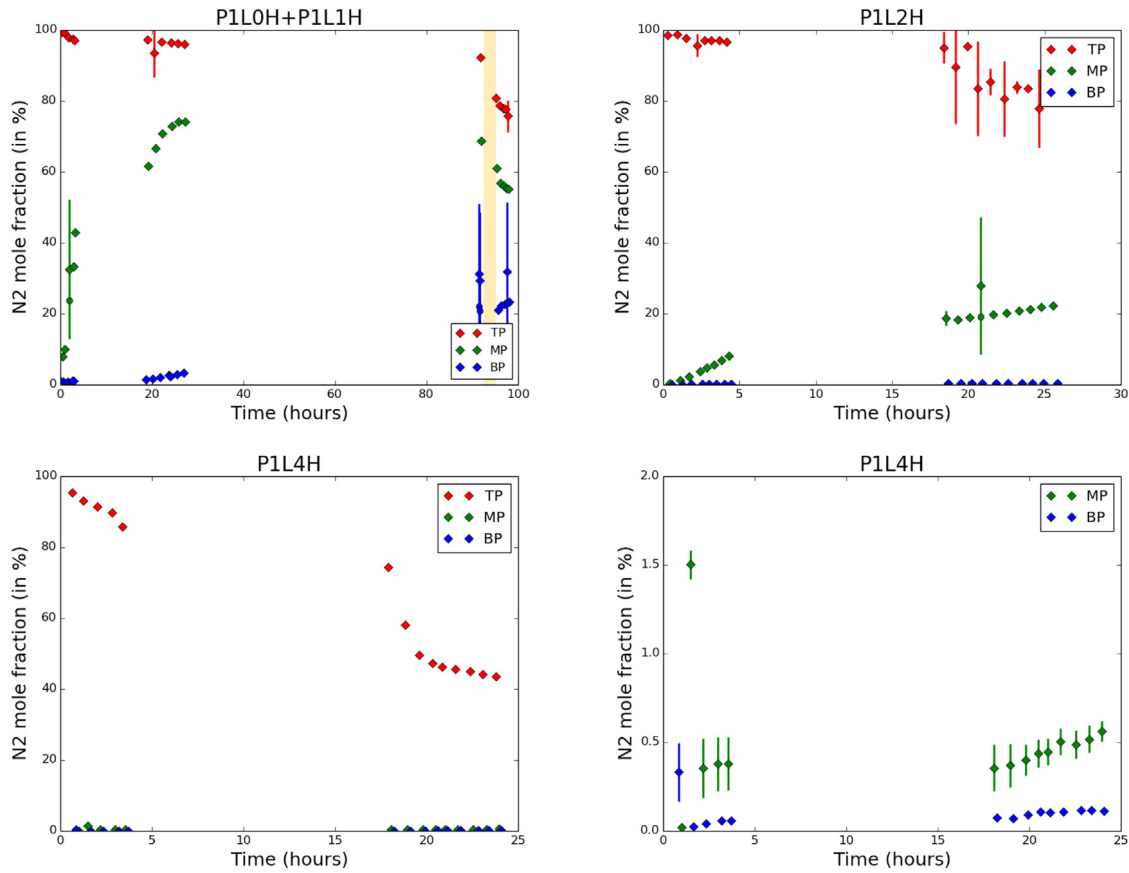 P1L0H+P1L1H
100
80
60
40
20
0
N2 mole fraction (in %)
TP
MP
BP
0 20 40 60 80 100
Time (hours)
P1L2H
100
80
60
40
20
0
N2 mole fraction (in %)
TP
MP
BP
0 5 10 15 20 25 30
Time (hours)
P1L4H
100
80
60
40
20
0
N2 mole fraction (in %)
TP
MP
BP
0 5 10 15 20 25
Time (hours)
P1L4H
2.0
1.5
1.0
0.5
0.0
N2 mole fraction (in %)
MP
BP
0 5 10 15 20 25
Time (hours)